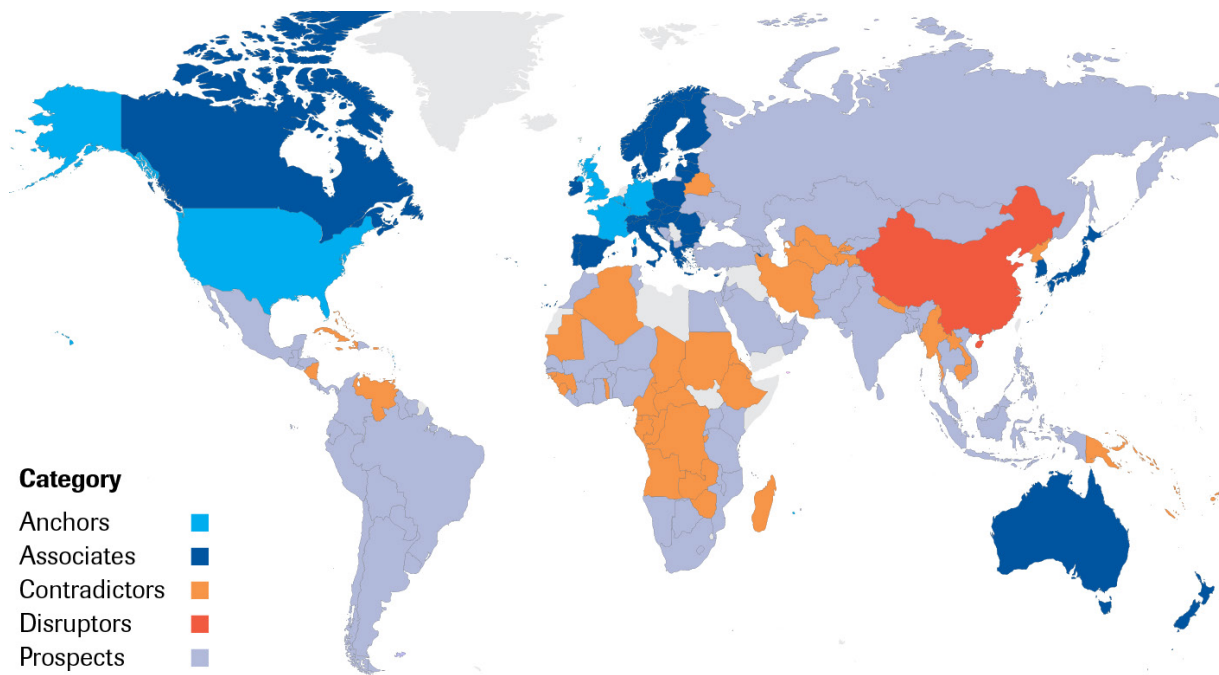 Category
Anchors
Associates
Contradictors
Disruptors
Prospects